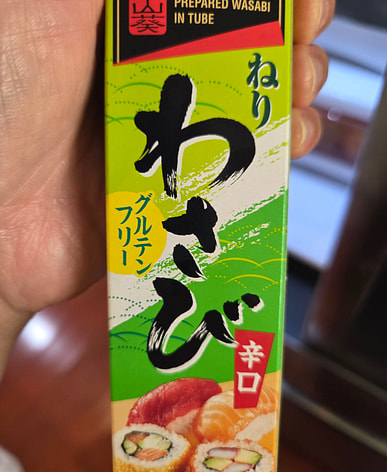 山葵
PREPARED WASABI
IN TUBE
ねり
わさび
グルテン
フリー
辛口